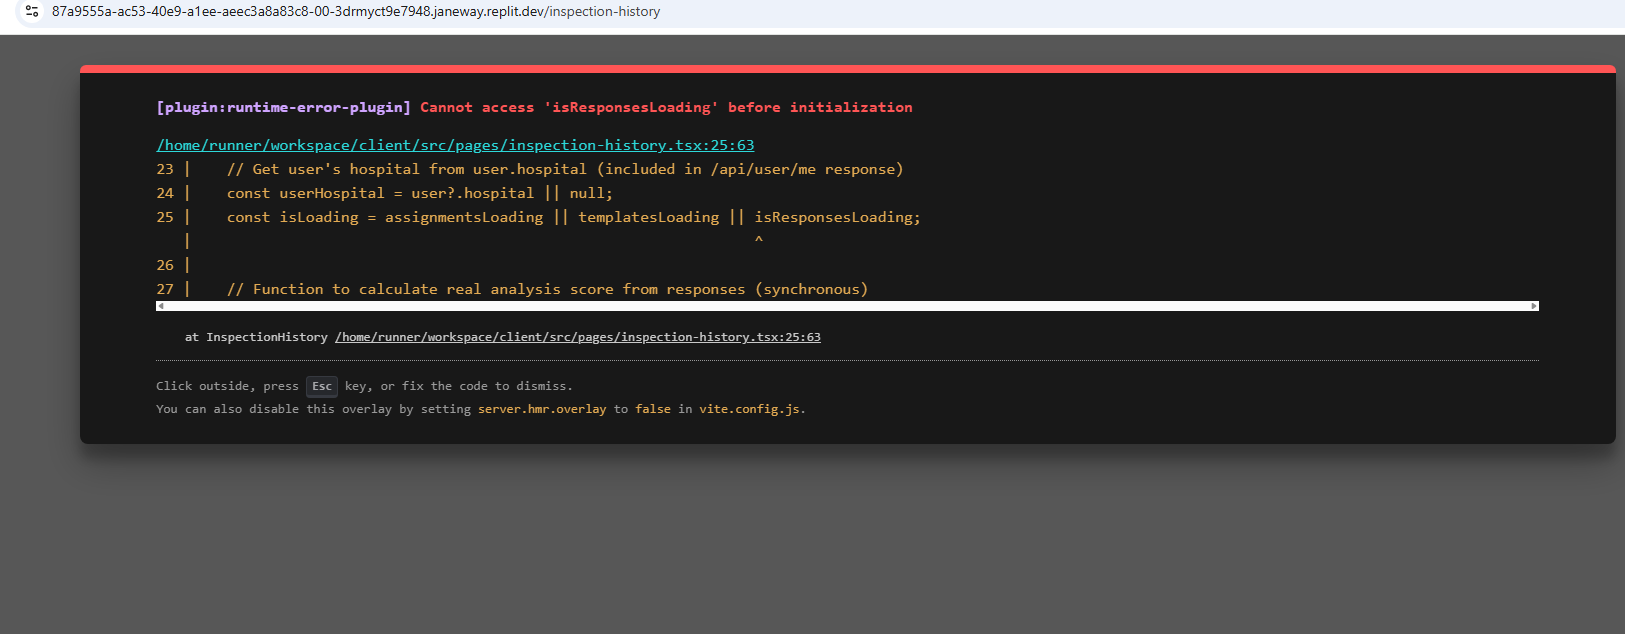 87a9555a-ac53-40e9-a1ee-aeec3a8a83c8-00-3drmyct9e7948.janeway.replit.dev/inspection-history
[plugin:runtime-error-plugin] Cannot access 'isResponsesLoading' before initialization
/home/runner/workspace/client/src/pages/inspection-history.tsx:25:63
23 |    // Get user's hospital from user.hospital (included in /api/user/me response)
24 |    const userHospital = user?.hospital || null;
25 |    const isLoading = assignmentsLoading || templatesLoading || isResponsesLoading;
   |                                                                ^
26 |
27 |    // Function to calculate real analysis score from responses (synchronous)
at InspectionHistory /home/runner/workspace/client/src/pages/inspection-history.tsx:25:63
Click outside, press Esc key, or fix the code to dismiss.
You can also disable this overlay by setting server.hmr.overlay to false in vite.config.js.